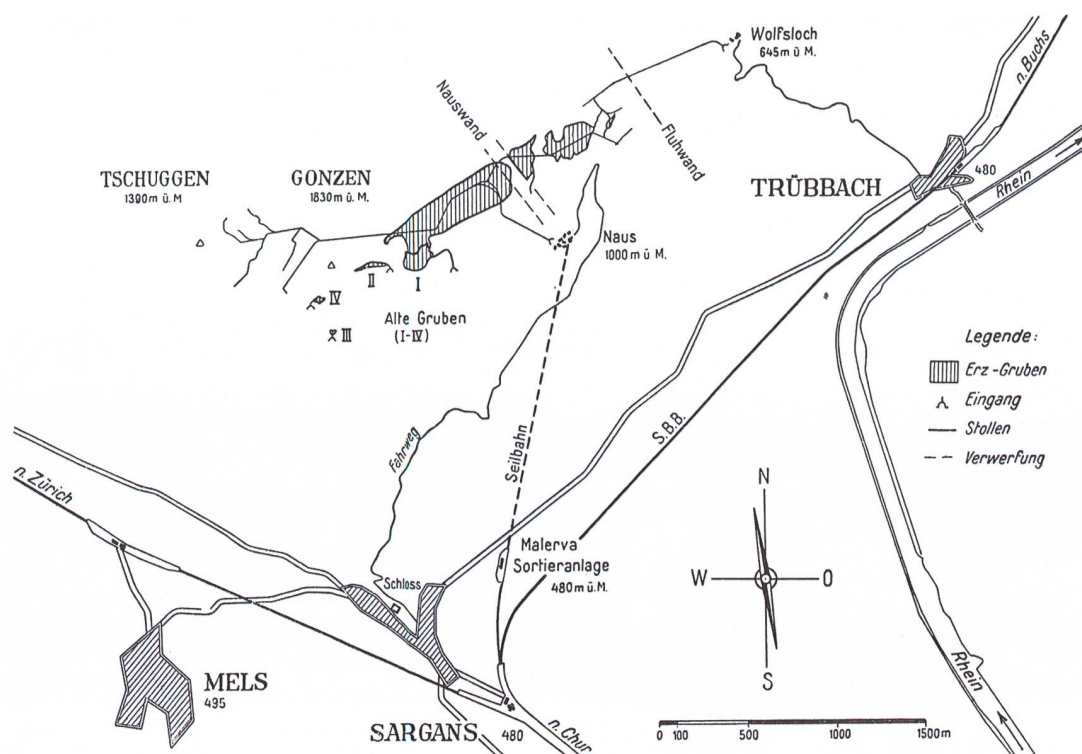 Wolfsloch
645m ü. M.
n. Buchs
Nauswand
Fluhwand
TSCHUGGEN
1390m ü. M.
GONZEN
1830m ü. M.
TRÜBBACH
480
Rhein
Naus
1000m ü. M.
I
II
IV
III
Alte Gruben
(I-IV)
Legende:
Erz-Gruben
Eingang
Stollen
Verwerfung
Fahrweg
Seilbahn
S.B.B.
n. Zürich
N
W
O
S
Malerva
Sortieranlage
480m ü. M.
Schloss
MELS
495
SARGANS
480
n. Chur
Rhein
0 100 500 1000 1500m